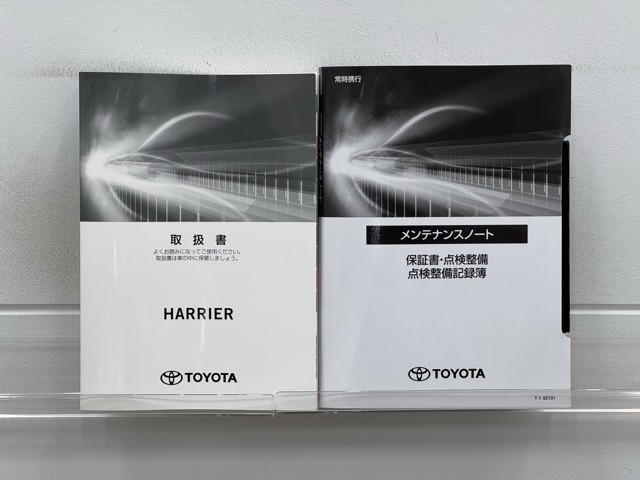 取扱書
よくお読みになってご使用ください。
取扱書は車の中に保管しましょう。
HARRIER
TOYOTA
常時携行
メンテナンスノート
保証書・点検整備
点検整備記録簿
TOYOTA
T-1 62101